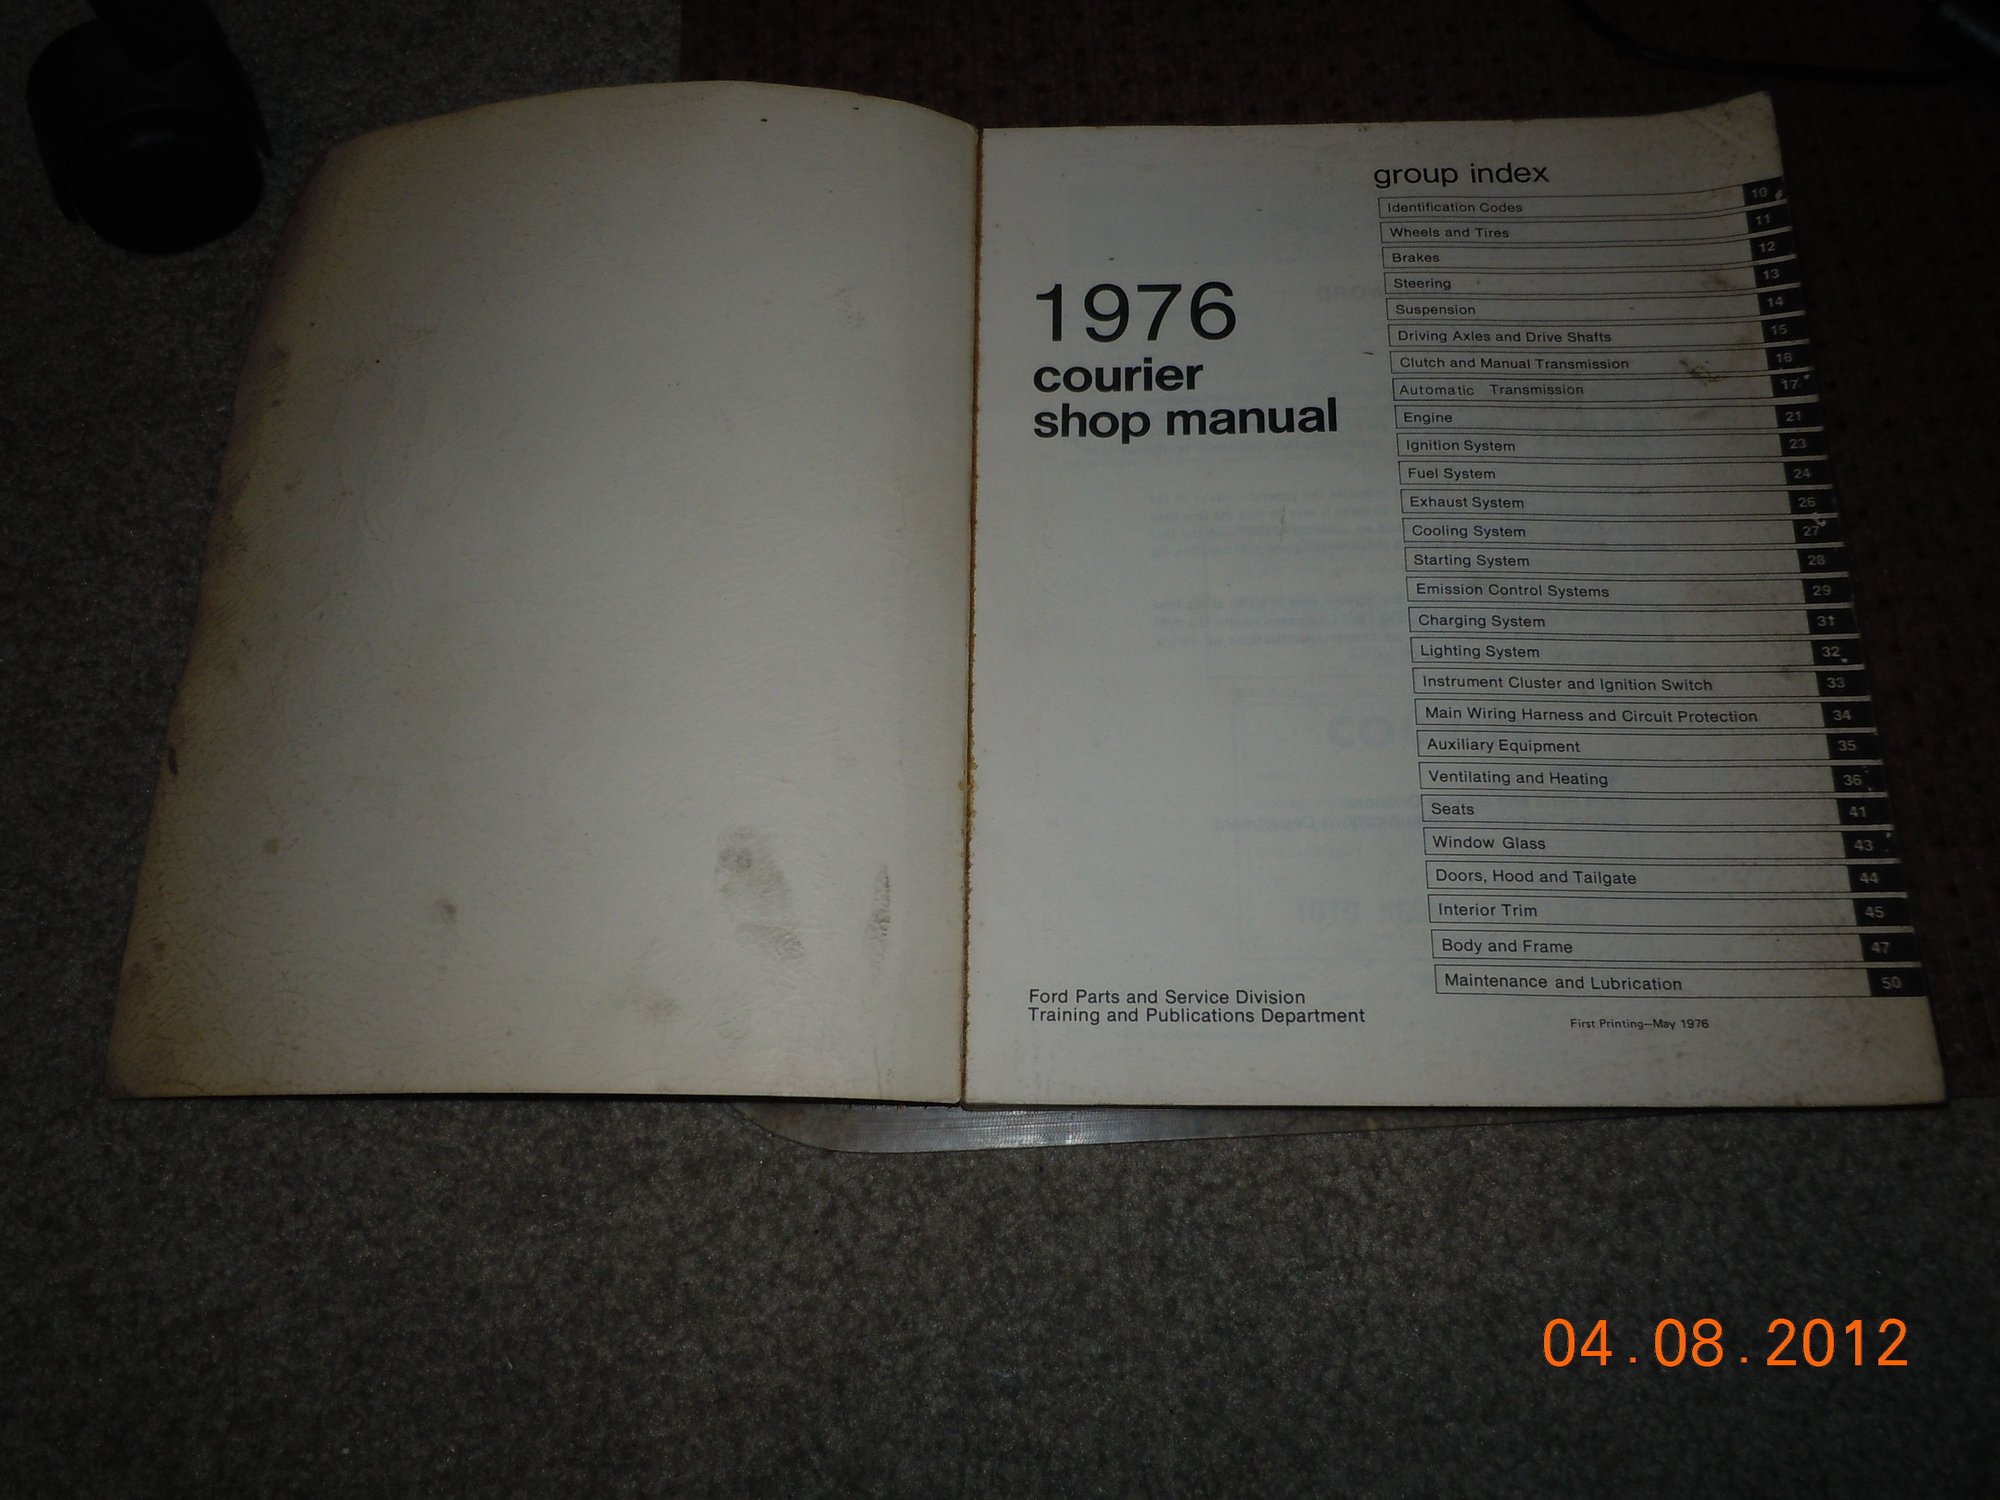 1976
courier
shop manual
Ford Parts and Service Division
Training and Publications Department
group index
Identification Codes 10
Wheels and Tires 11
Brakes 12
Steering 13
Suspension 14
Driving Axles and Drive Shafts 15
Clutch and Manual Transmission 16
Automatic Transmission 17
Engine 21
Ignition System 23
Fuel System 24
Exhaust System 26
Cooling System 27
Starting System 28
Emission Control Systems 29
Charging System 31
Lighting System 32
Instrument Cluster and Ignition Switch 33
Main Wiring Harness and Circuit Protection 34
Auxiliary Equipment 35
Ventilating and Heating 36
Seats 41
Window Glass 43
Doors, Hood and Tailgate 44
Interior Trim 45
Body and Frame 47
Maintenance and Lubrication 50
First Printing—May 1976
04.08.2012